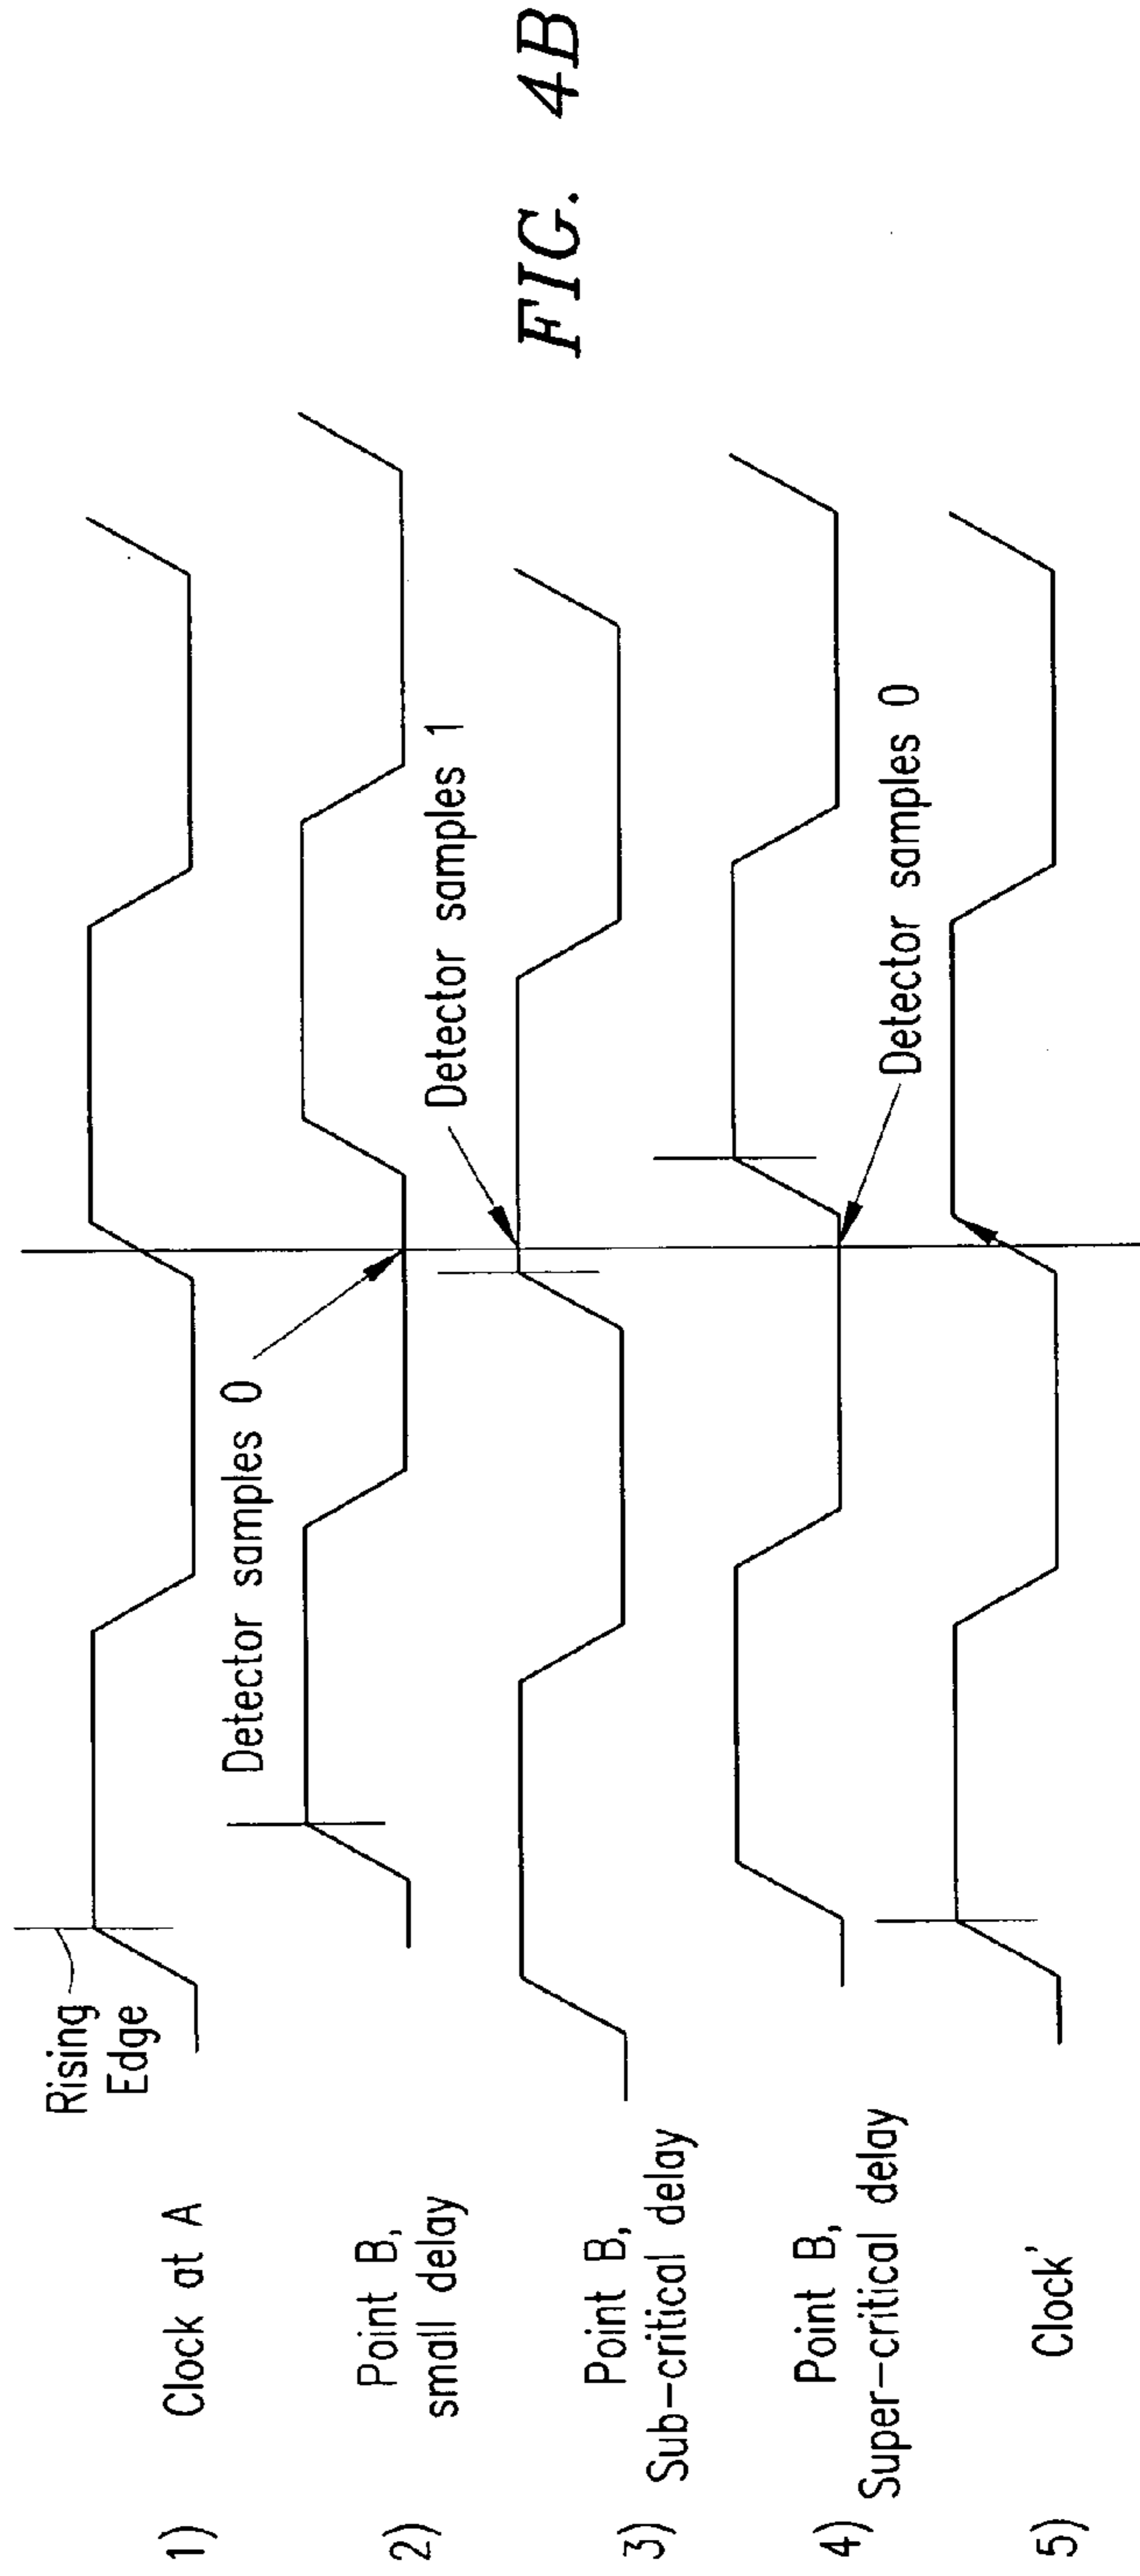 Rising
Edge
1) Clock at A
Detector samples 0
2) Point B,
small delay
Detector samples 1
3) Point B,
Sub-critical delay
4) Point B,
Super-critical delay
Detector samples 0
5) Clock'
FIG. 4B